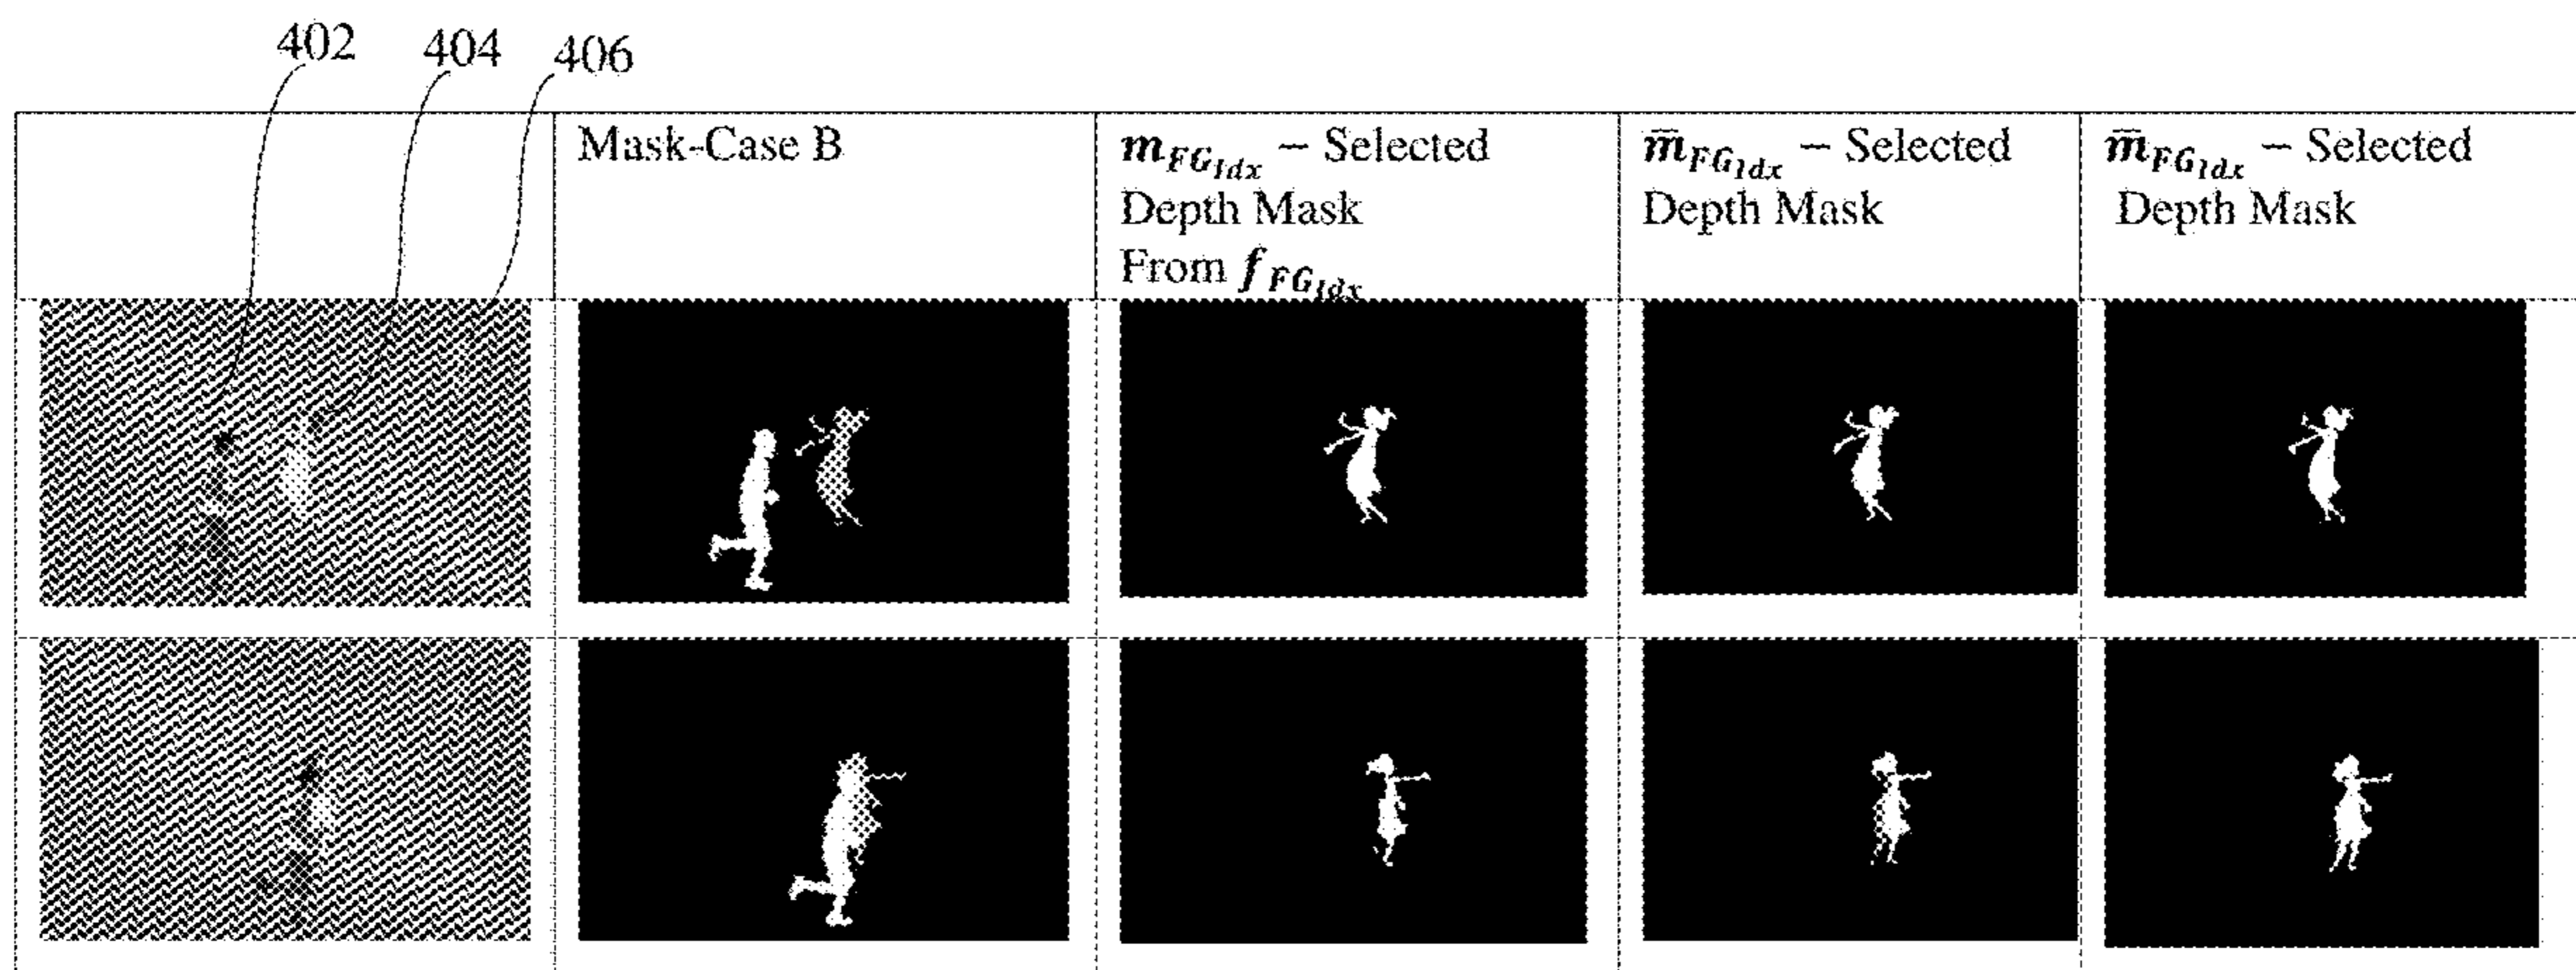 402 404 406
Mask-Case B
m_{FG_{Idx}} – Selected
Depth Mask
From f_{FG_{Idx}}
m̅_{FG_{Idx}} – Selected
Depth Mask
m̿_{FG_{Idx}} – Selected
Depth Mask